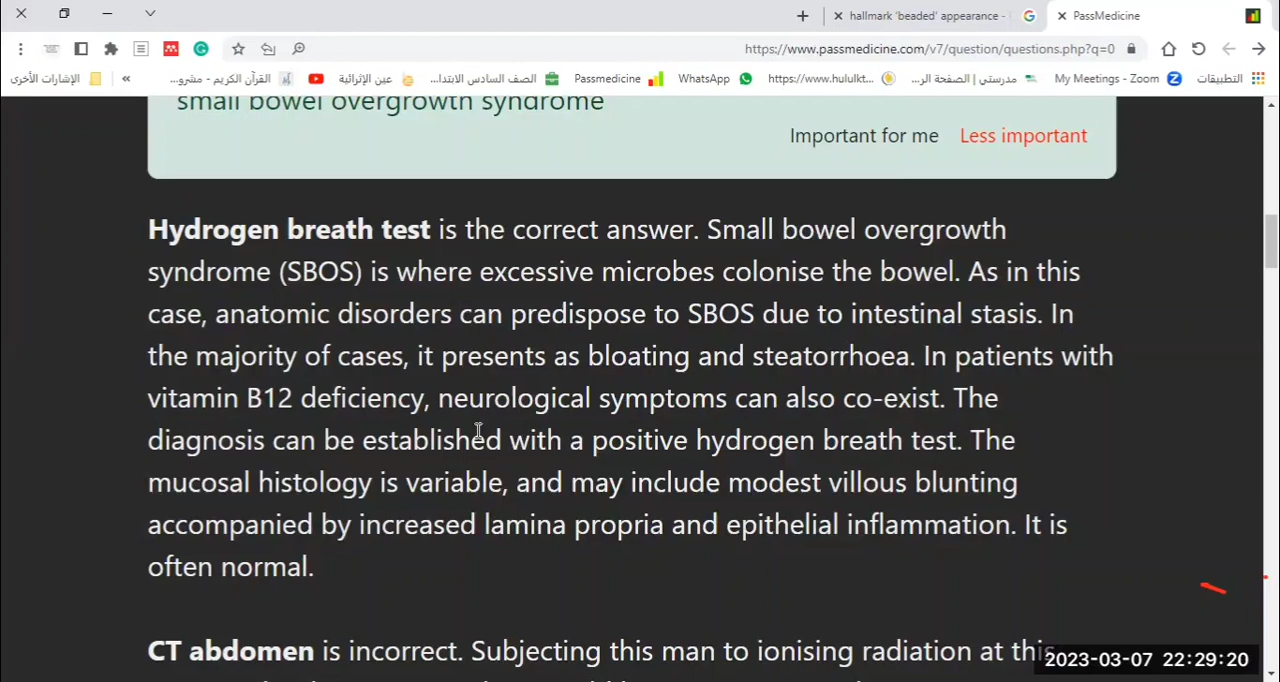 hallmark 'beaded' appearance -
PassMedicine
https://www.passmedicine.com/v7/question/questions.php?q=0
التطبيقات
My Meetings - Zoom
مدرستي | الصفحة الر...
https://www.hululkt...
WhatsApp
Passmedicine
الصف السادس الابتدا...
عين الإثرائية
القرآن الكريم - مشرو...
»
الإشارات الأخرى
small bowel overgrowth syndrome
Important for me Less important
Hydrogen breath test is the correct answer. Small bowel overgrowth
syndrome (SBOS) is where excessive microbes colonise the bowel. As in this
case, anatomic disorders can predispose to SBOS due to intestinal stasis. In
the majority of cases, it presents as bloating and steatorrhoea. In patients with
vitamin B12 deficiency, neurological symptoms can also co-exist. The
diagnosis can be established with a positive hydrogen breath test. The
mucosal histology is variable, and may include modest villous blunting
accompanied by increased lamina propria and epithelial inflammation. It is
often normal.
CT abdomen is incorrect. Subjecting this man to ionising radiation at this
2023-03-07 22:29:20